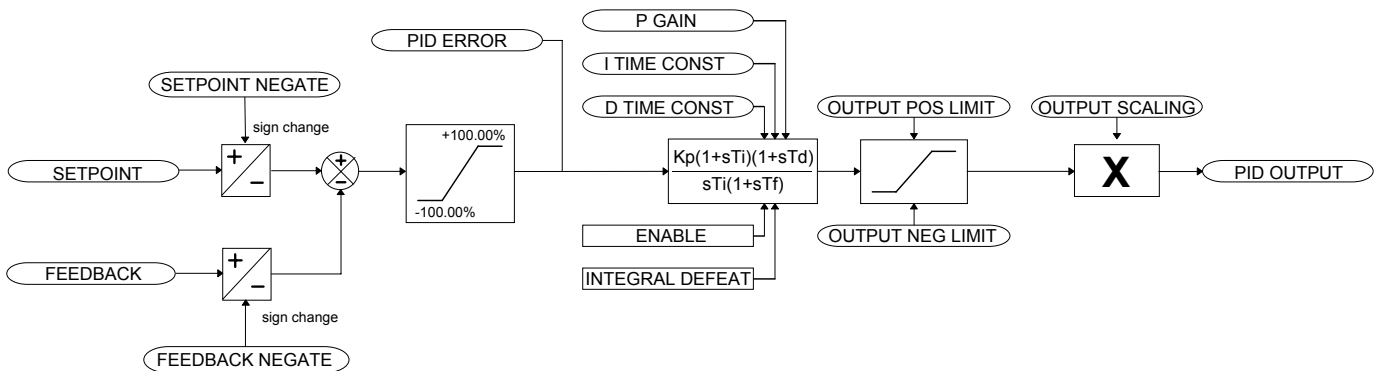 P GAIN
PID ERROR
I TIME CONST
SETPOINT NEGATE
D TIME CONST
OUTPUT POS LIMIT
OUTPUT SCALING
sign change
+
-
SETPOINT
+
-
+100.00%
-100.00%
Kp(1+sTi)(1+sTd)
sTi(1+sTf)
X
PID OUTPUT
ENABLE
OUTPUT NEG LIMIT
FEEDBACK
+
-
INTEGRAL DEFEAT
sign change
FEEDBACK NEGATE